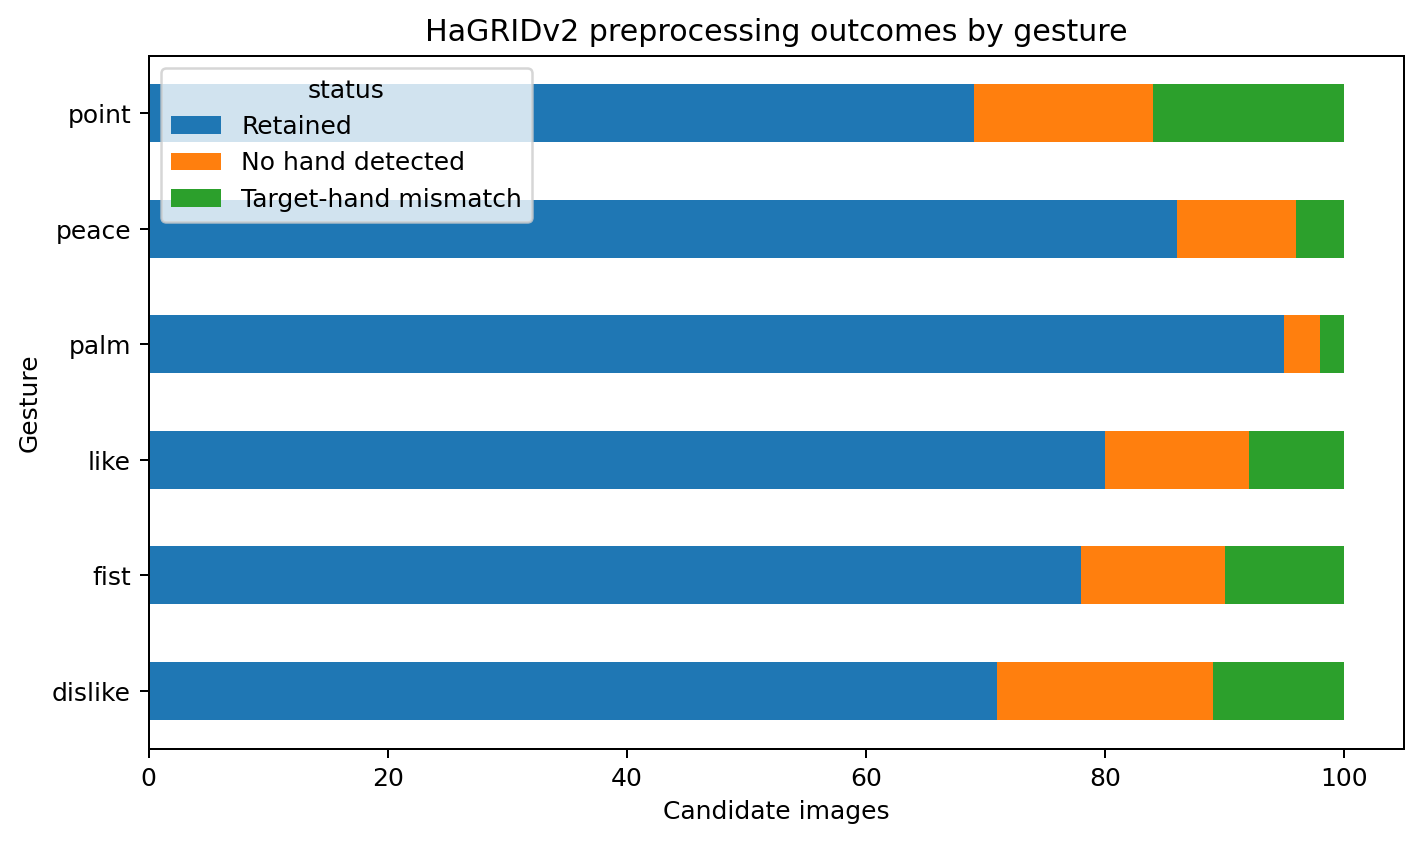 HaGRIDv2 preprocessing outcomes by gesture
status
Retained
No hand detected
Target-hand mismatch
point
peace
palm
like
fist
dislike
Gesture
0 20 40 60 80 100
Candidate images